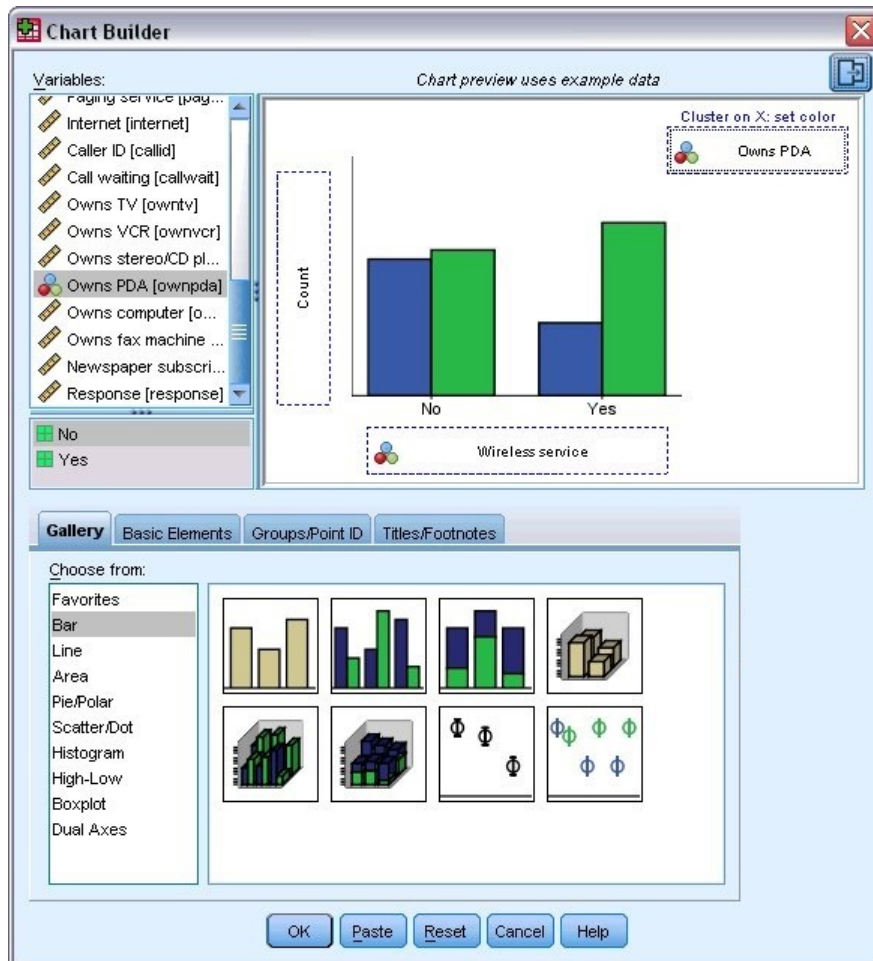 Chart Builder
Variables:
Chart preview uses example data
Paging service [pag...
Internet [internet]
Caller ID [callid]
Call waiting [callwait]
Owns TV [owntv]
Owns VCR [ownvcr]
Owns stereo/CD pl...
Owns PDA [ownpda]
Owns computer [o...
Owns fax machine ...
Newspaper subscri...
Response [response]
No
Yes
Cluster on X: set color
Owns PDA
Count
No
Yes
Wireless service
Gallery
Basic Elements
Groups/Point ID
Titles/Footnotes
Choose from:
Favorites
Bar
Line
Area
Pie/Polar
Scatter/Dot
Histogram
High-Low
Boxplot
Dual Axes
OK
Paste
Reset
Cancel
Help